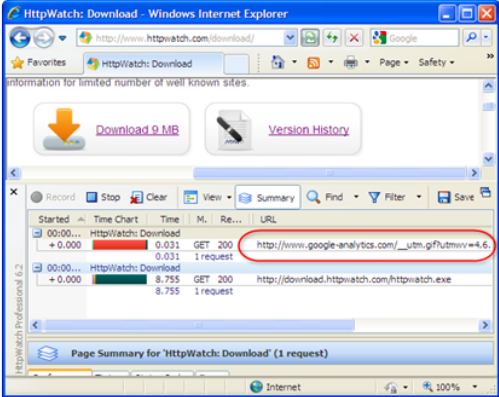 HttpWatch: Download - Windows Internet Explorer
http://www.httpwatch.com/download/
Google
Favorites
HttpWatch: Download
Page
Safety
»
information for limited number of well known sites.
Download 9 MB
Version History
Record
Stop
Clear
View
Summary
Find
Filter
Save
Started Time Chart Time M. Re... URL
00:00... HttpWatch: Download
+ 0.000 0.031 GET 200 http://www.google-analytics.com/__utm.gif?utmwv=4.6.
0.031 1 request
00:00... HttpWatch: Download
+ 0.000 8.755 GET 200 http://download.httpwatch.com/httpwatch.exe
8.755 1 request
HttpWatch Professional 6.2
Page Summary for 'HttpWatch: Download' (1 request)
Internet
100%